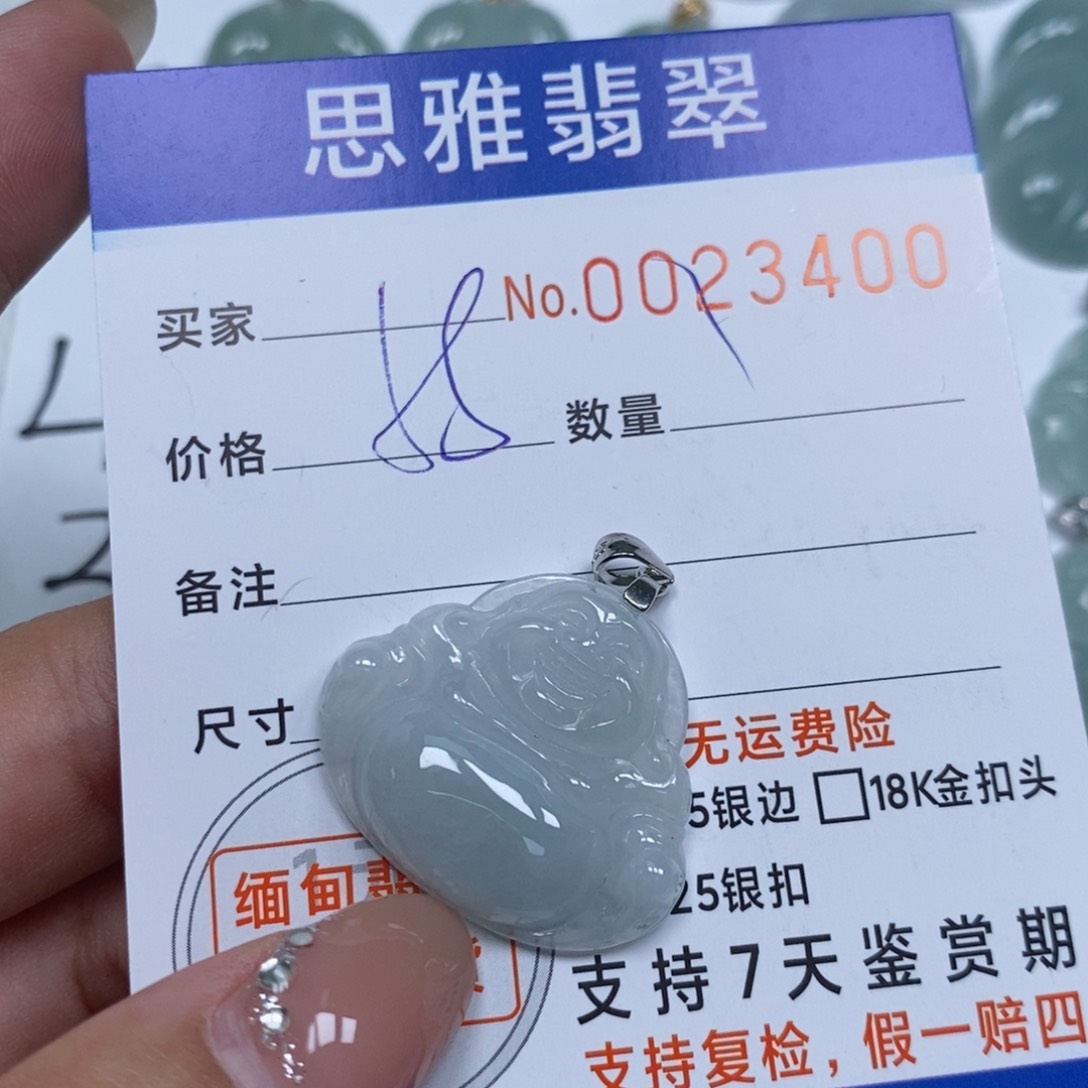 思雅翡翠
买家 No.0023400
价格 数量
备注
尺寸
无运费险
5银边 □18K金扣头
缅甸翡
25银扣
支持7天鉴赏期
支持复检，假一赔四